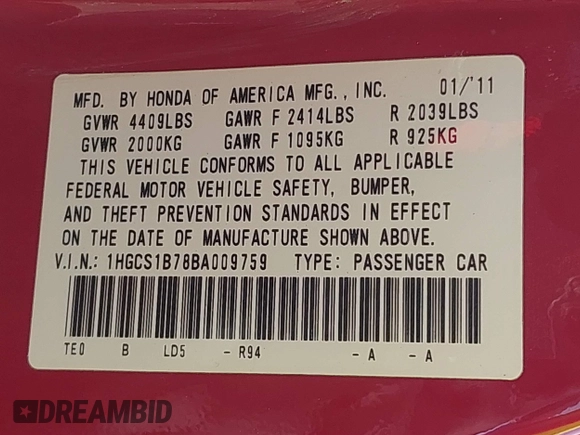 MFD. BY HONDA OF AMERICA MFG., INC. 01/'11
GVWR 4409LBS GAWR F 2414LBS R 2039LBS
GVWR 2000KG GAWR F 1095KG R 925KG
THIS VEHICLE CONFORMS TO ALL APPLICABLE
FEDERAL MOTOR VEHICLE SAFETY, BUMPER,
AND THEFT PREVENTION STANDARDS IN EFFECT
ON THE DATE OF MANUFACTURE SHOWN ABOVE.
V.I.N.: 1HGCS1B78BA009759 TYPE: PASSENGER CAR
TE0 B LD5 - R94 - A - A
DREAMBID